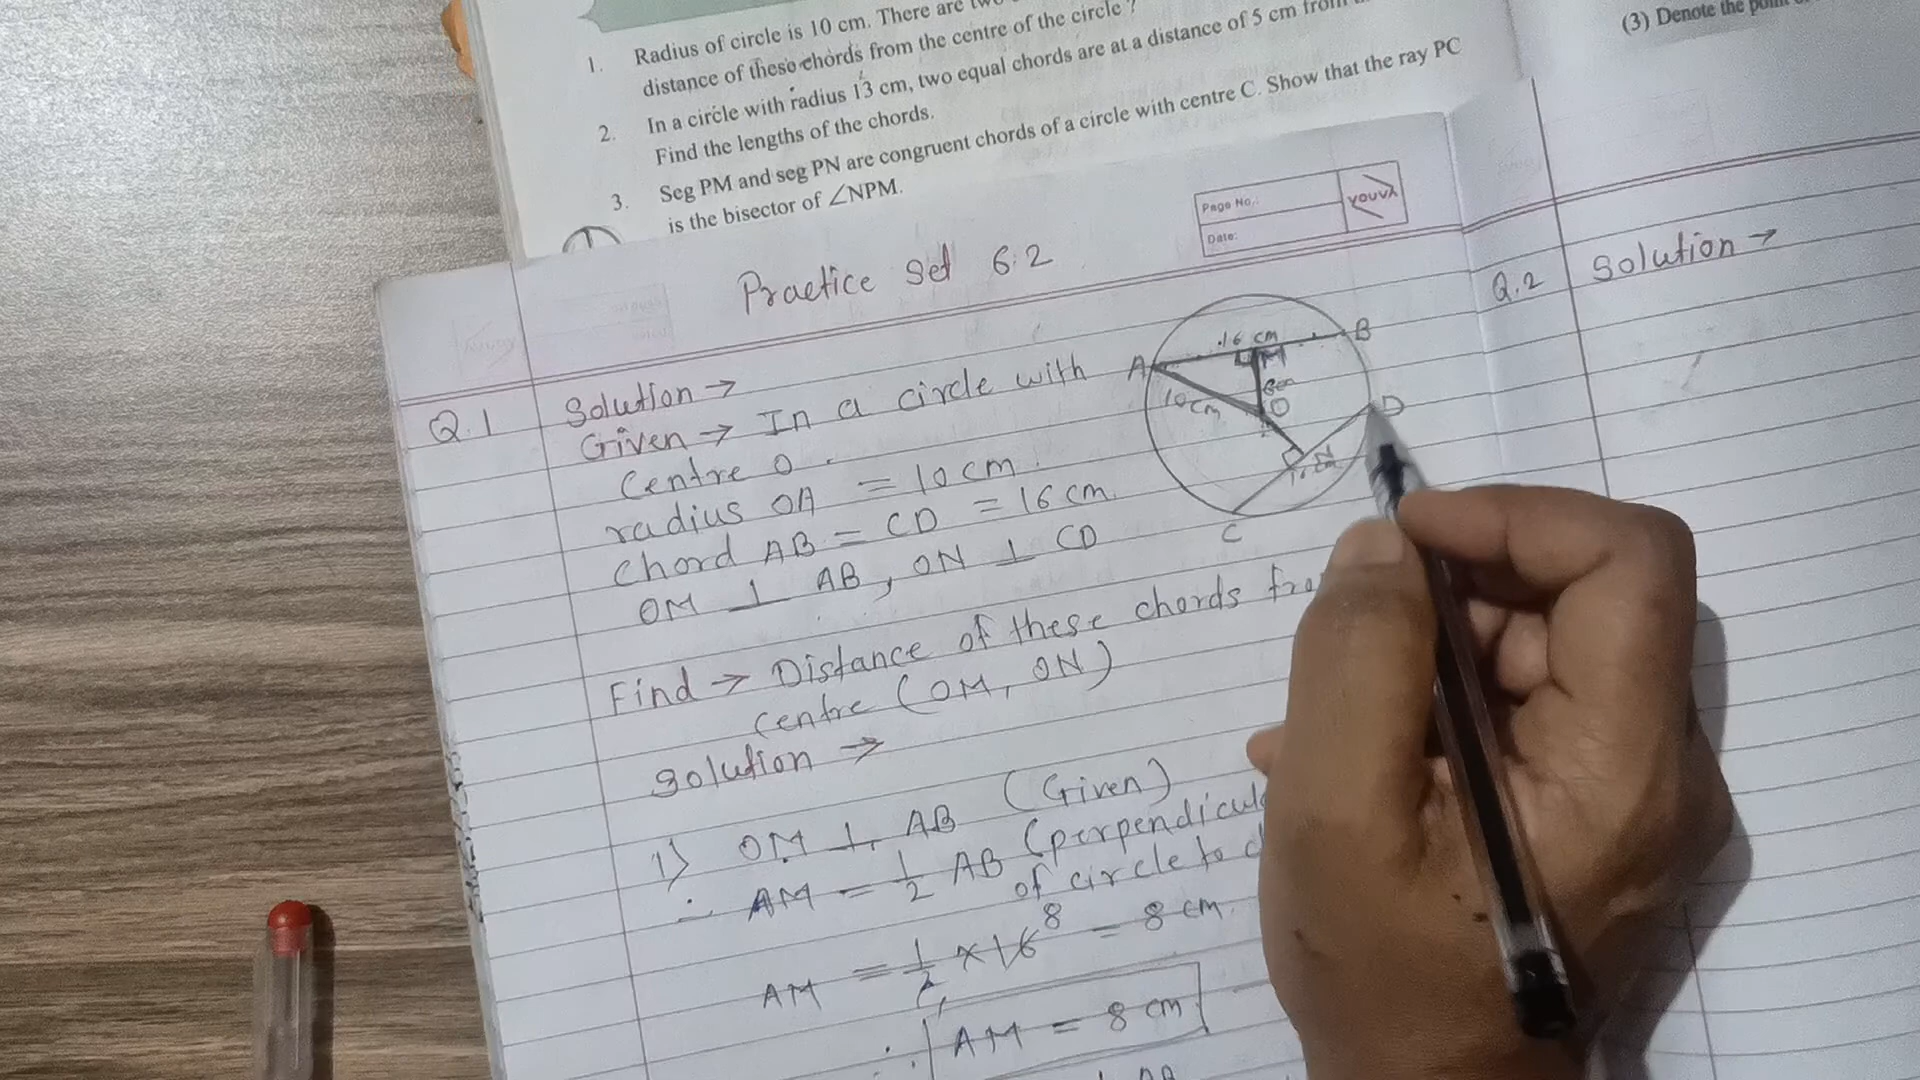 1. Radius of circle is 10 cm. There are
distance of these chords from the centre of the circle ?
2. In a circle with radius 13 cm, two equal chords are at a distance of 5 cm from
Find the lengths of the chords.
3. Seg PM and seg PN are congruent chords of a circle with centre C. Show that the ray PC
is the bisector of ∠NPM.
(3) Denote the
Page No.:
Date:
YOUVA
Practice Set 6.2
Q.1 Solution →
Given → In a circle with
Centre O.
radius OA = 10 cm.
chord AB = CD = 16 cm.
OM ⊥ AB, ON ⊥ CD
Find → Distance of these chords
centre (OM, ON)
Solution →
1) OM ⊥ AB (Given)
∴ AM = 1/2 AB (perpendicul
of circle to
AM = 1/2 × 16 8 = 8 cm.
∴ AM = 8 cm
A
16 cm
B
M
10 cm
O
D
N
C
Q.2 Solution →